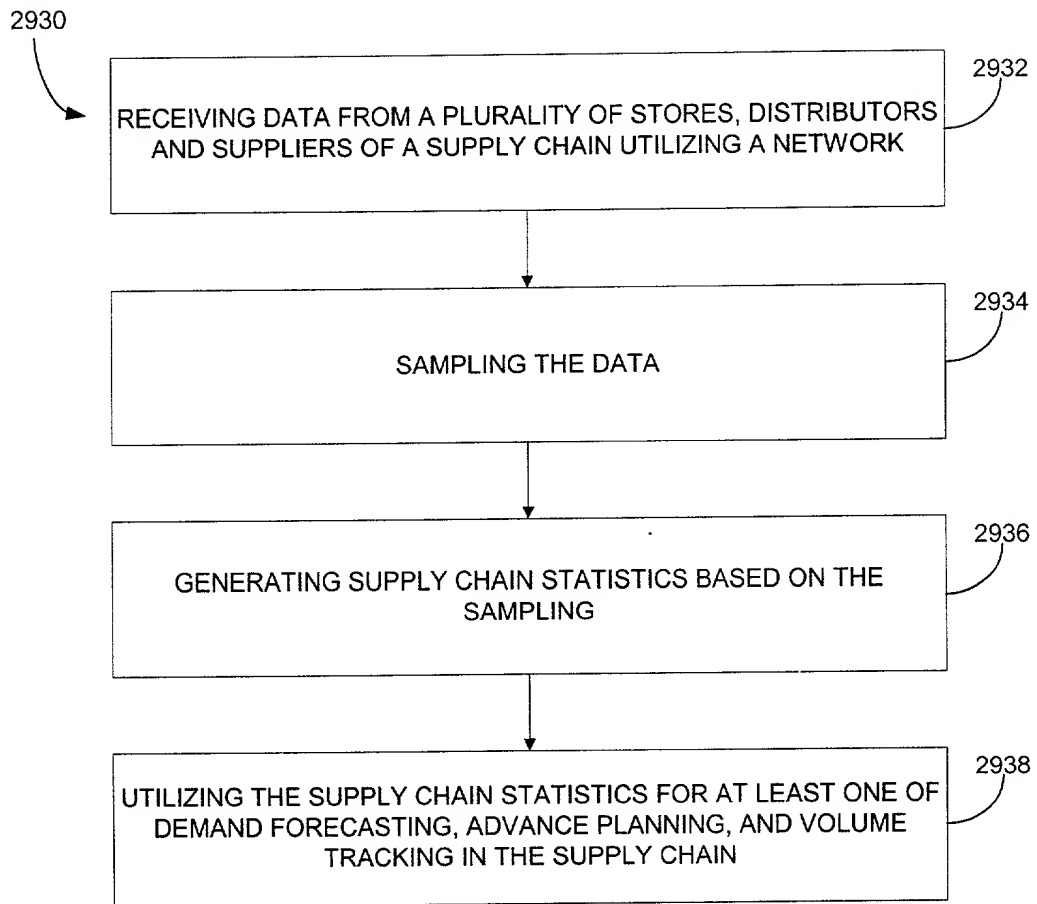 2930
2932
RECEIVING DATA FROM A PLURALITY OF STORES, DISTRIBUTORS
AND SUPPLIERS OF A SUPPLY CHAIN UTILIZING A NETWORK
2934
SAMPLING THE DATA
2936
GENERATING SUPPLY CHAIN STATISTICS BASED ON THE
SAMPLING
2938
UTILIZING THE SUPPLY CHAIN STATISTICS FOR AT LEAST ONE OF
DEMAND FORECASTING, ADVANCE PLANNING, AND VOLUME
TRACKING IN THE SUPPLY CHAIN